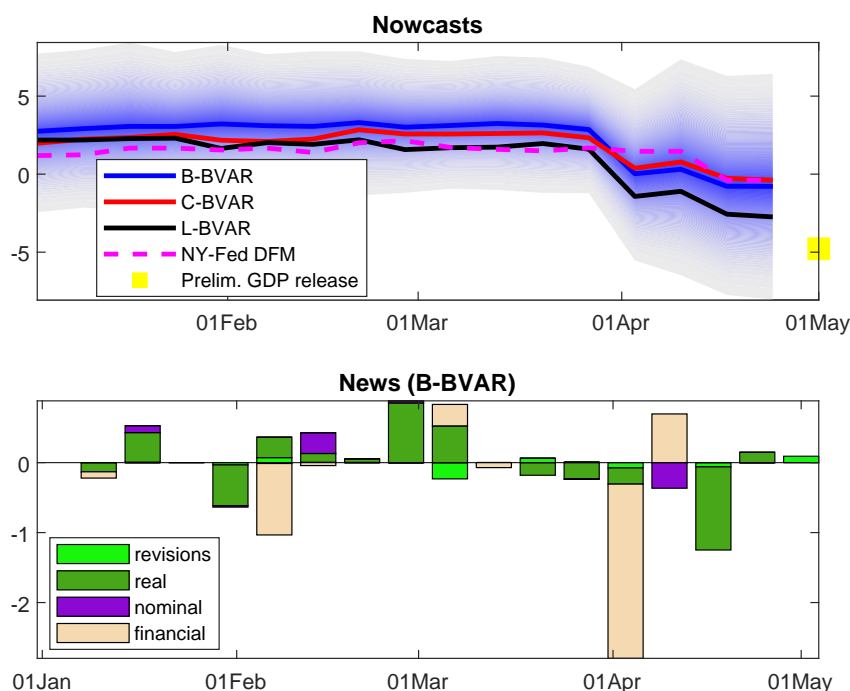 Nowcasts
5
0
-5
B-BVAR
C-BVAR
L-BVAR
NY-Fed DFM
Prelim. GDP release
01Feb
01Mar
01Apr
01May
News (B-BVAR)
0
-1
-2
revisions
real
nominal
financial
01Jan
01Feb
01Mar
01Apr
01May